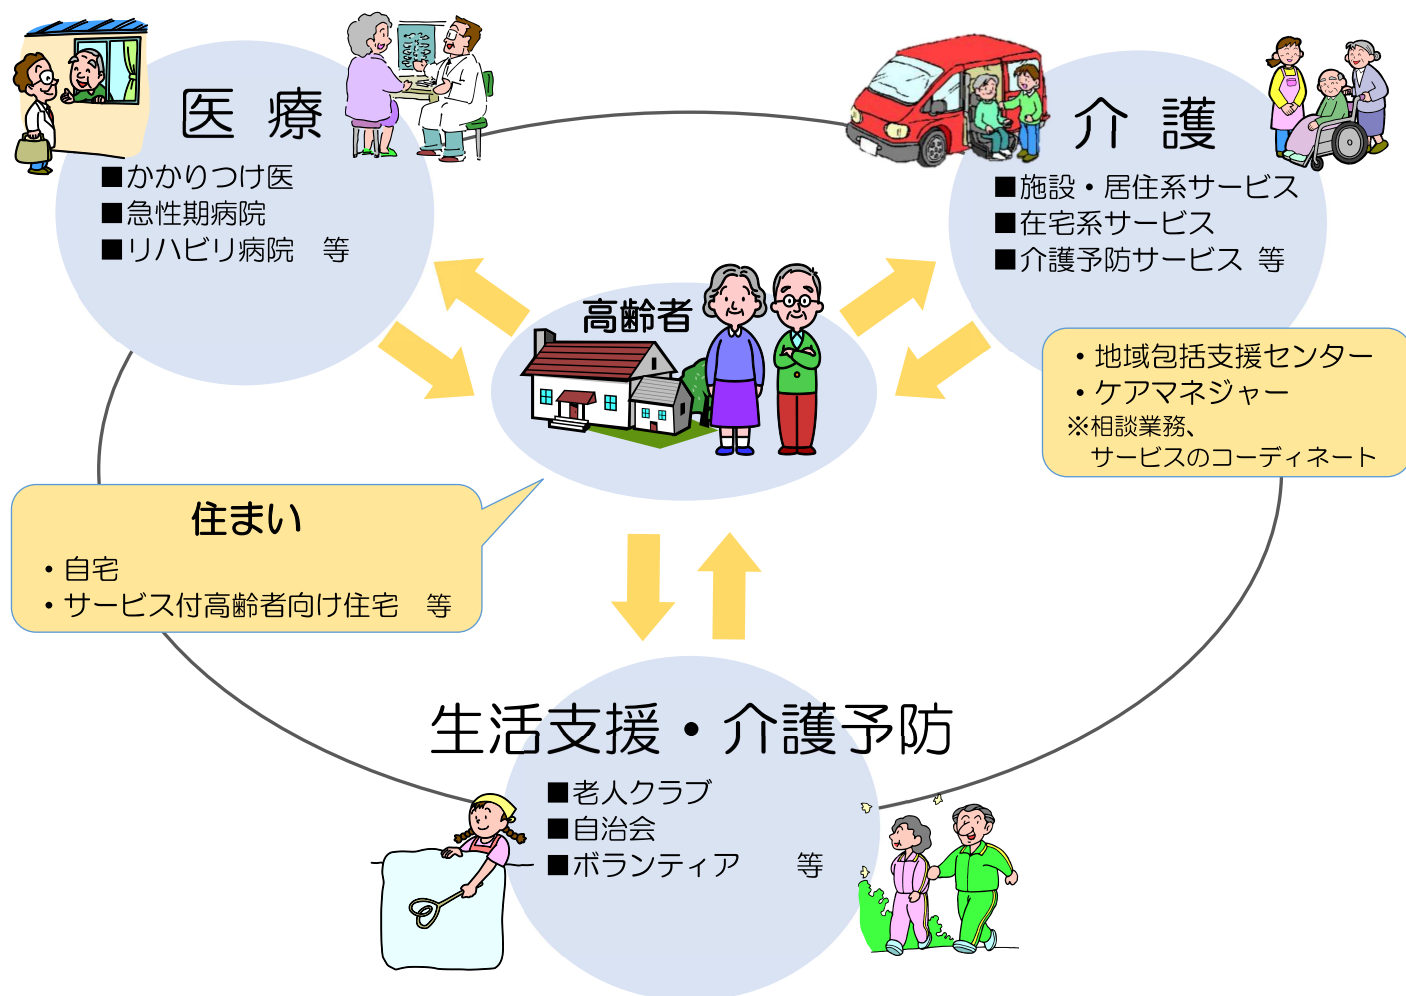 医 療
■かかりつけ医
■急性期病院
■リハビリ病院　等
介 護
■施設・居住系サービス
■在宅系サービス
■介護予防サービス 等
高齢者
・地域包括支援センター
・ケアマネジャー
※相談業務、
サービスのコーディネート
住まい
・自宅
・サービス付高齢者向け住宅　等
生活支援・介護予防
■老人クラブ
■自治会
■ボランティア　　等